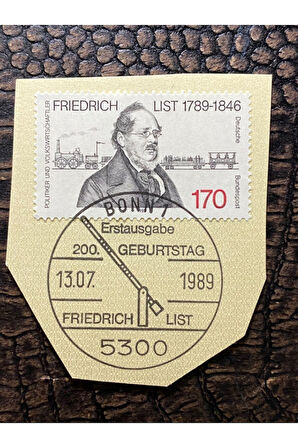 FRIEDRICH LIST 1789-1846
POLITIKER UND VOLKSWIRTSCHAFTLER
Deutsche Bundespost
170
BONN 1
Erstausgabe
200. GEBURTSTAG
13.07. 1989
FRIEDRICH LIST
5300